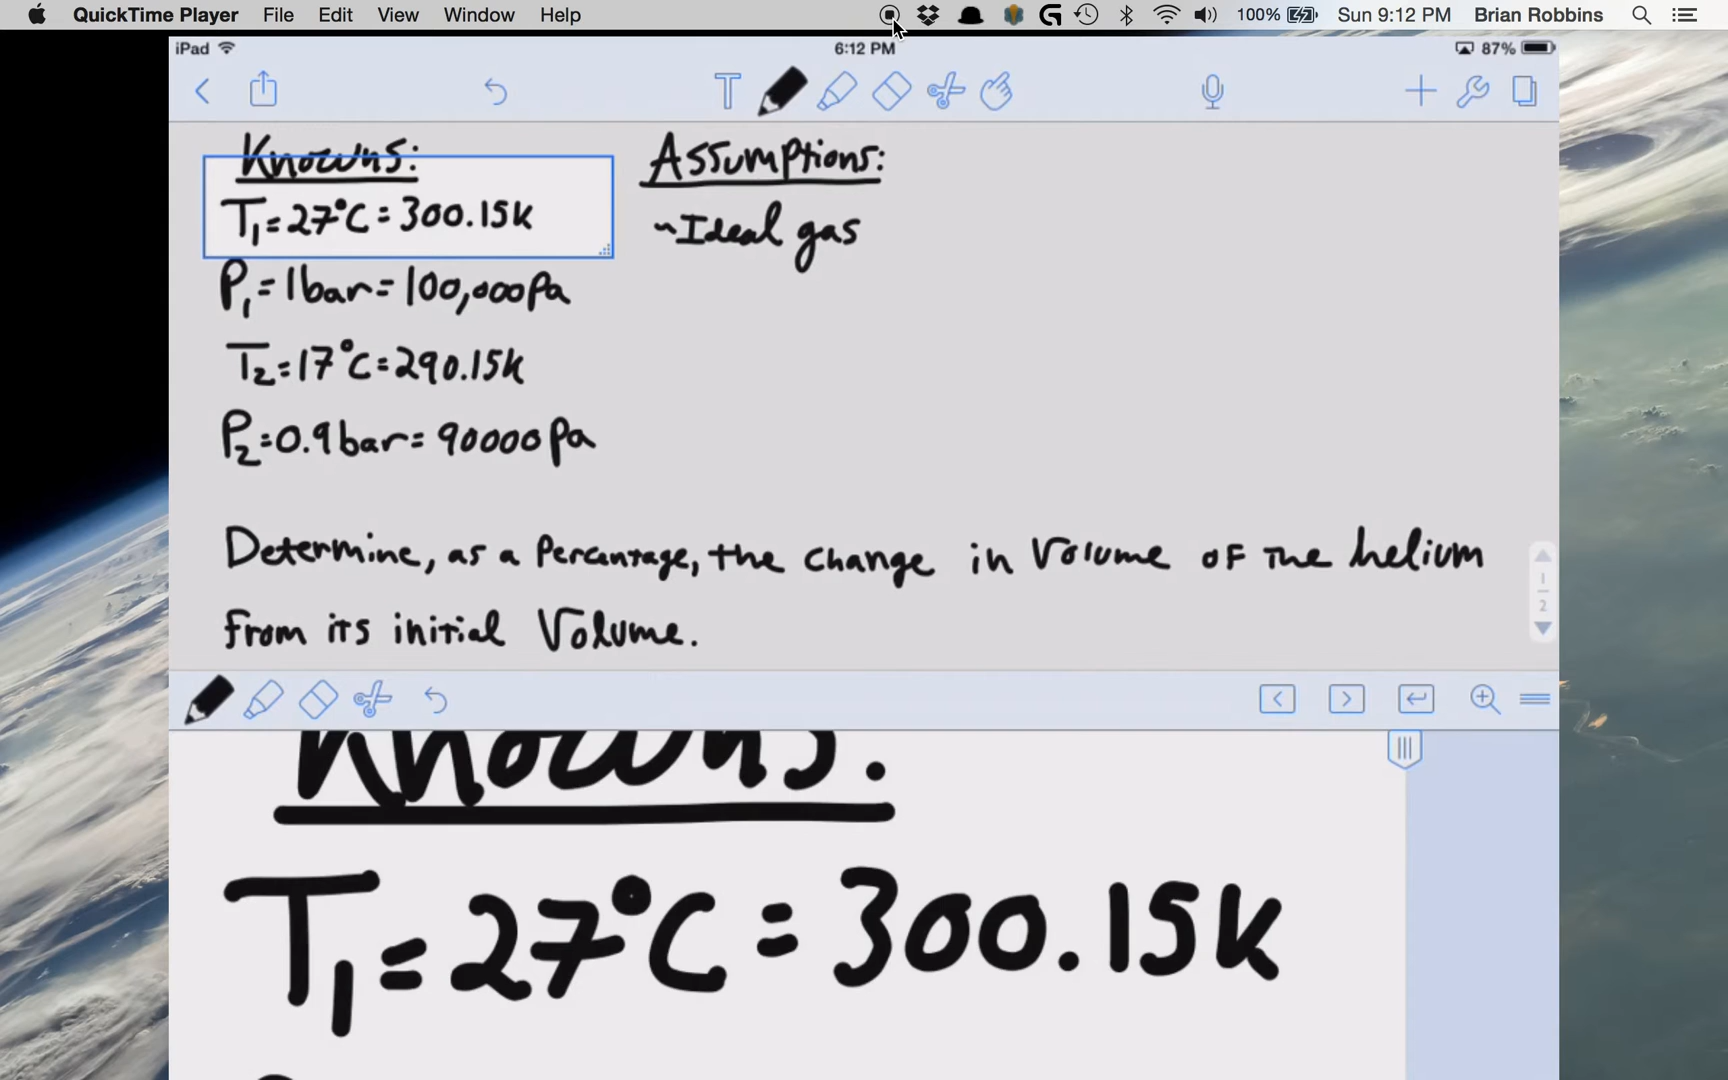 QuickTime Player File Edit View Window Help 100% Sun 9:12 PM Brian Robbins
iPad 6:12 PM 87%
T
Knowns:
T1=27°C=300.15K
P1=1bar=100,000Pa
T2=17°C=290.15K
P2=0.9bar=90000Pa
Assumptions:
~Ideal gas
Determine, as a Percantage, the change in Volume of the helium
from its initial Volume.
1
2
Knowns:
T1=27°C=300.15K